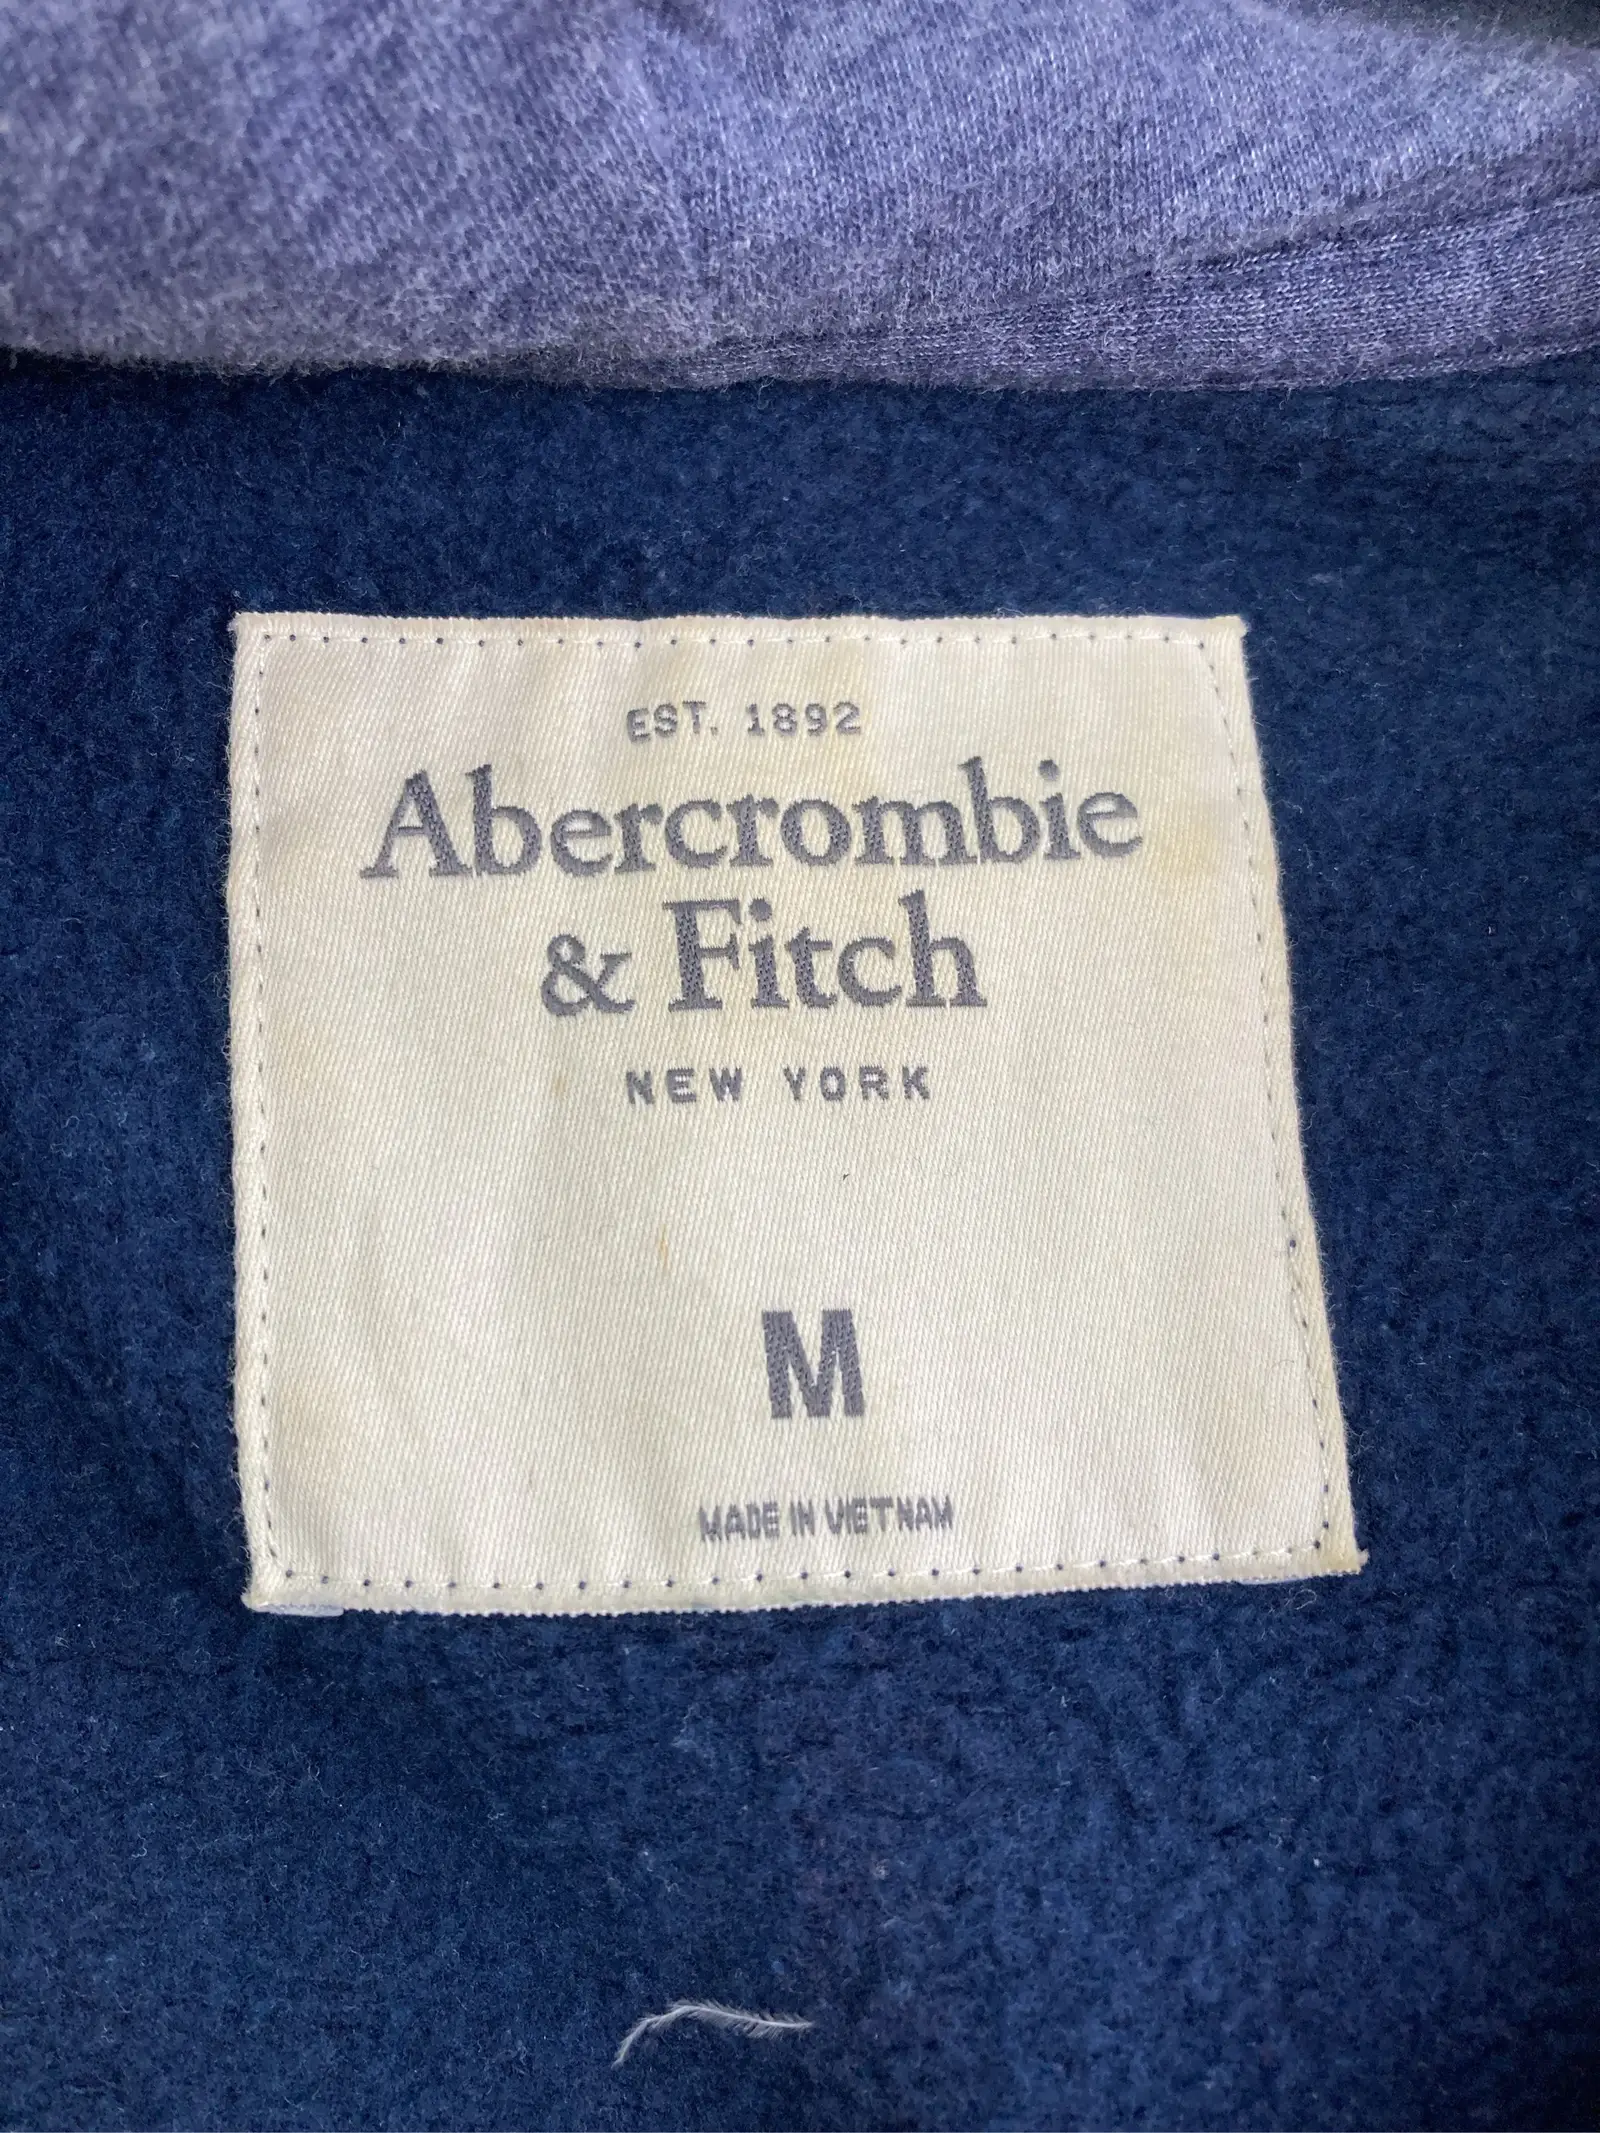 EST. 1892
Abercrombie
& Fitch
NEW YORK
M
MADE IN VIETNAM